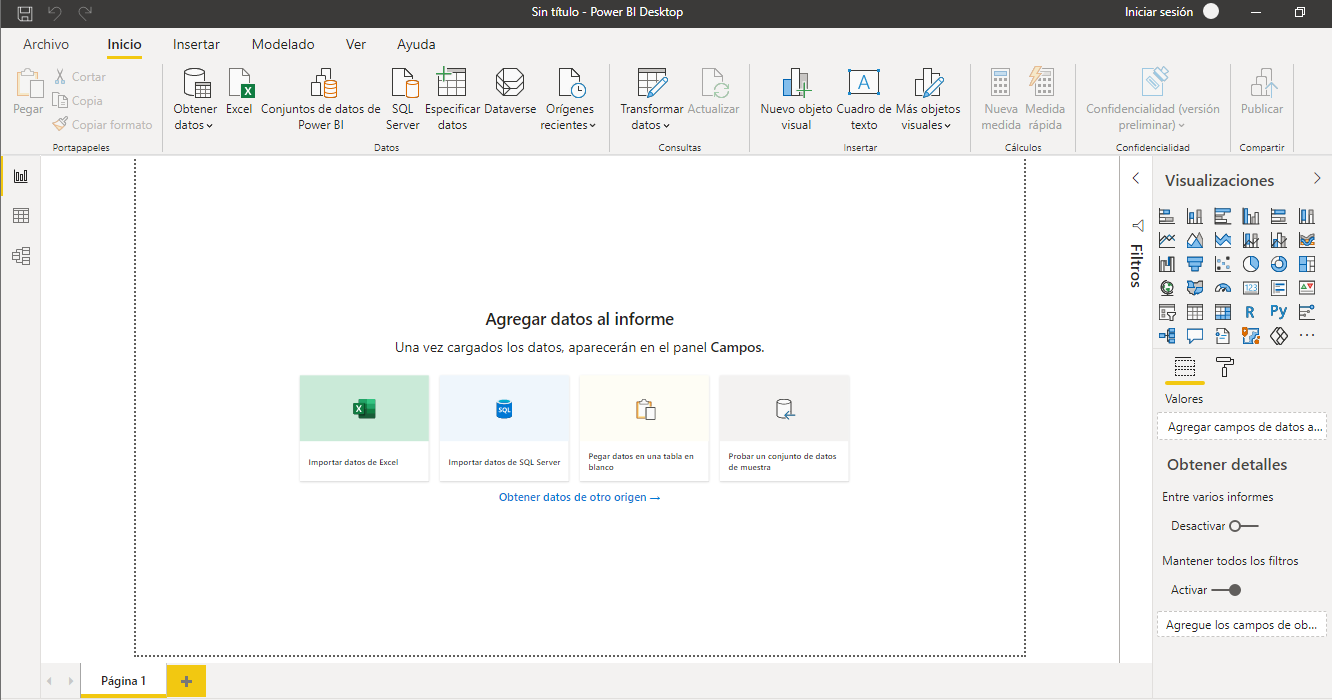 Sin título - Power BI Desktop
Iniciar sesión
Archivo
Inicio
Insertar
Modelado
Ver
Ayuda
Pegar
Cortar
Copia
Copiar formato
Portapapeles
Obtener
datos
Excel
Conjuntos de datos de
Power BI
SQL
Server
Especificar
datos
Dataverse
Orígenes
recientes
Datos
Transformar
datos
Actualizar
Consultas
Nuevo objeto
visual
Cuadro de
texto
Más objetos
visuales
Insertar
Nueva
medida
Medida
rápida
Cálculos
Confidencialidad (versión
preliminar)
Confidencialidad
Publicar
Compartir
Agregar datos al informe
Una vez cargados los datos, aparecerán en el panel Campos.
SQL
Importar datos de Excel
Importar datos de SQL Server
Pegar datos en una tabla en
blanco
Probar un conjunto de datos
de muestra
Obtener datos de otro origen →
Filtros
Visualizaciones
123
R
Py
Valores
Agregar campos de datos a...
Obtener detalles
Entre varios informes
Desactivar
Mantener todos los filtros
Activar
Agregue los campos de ob...
Página 1